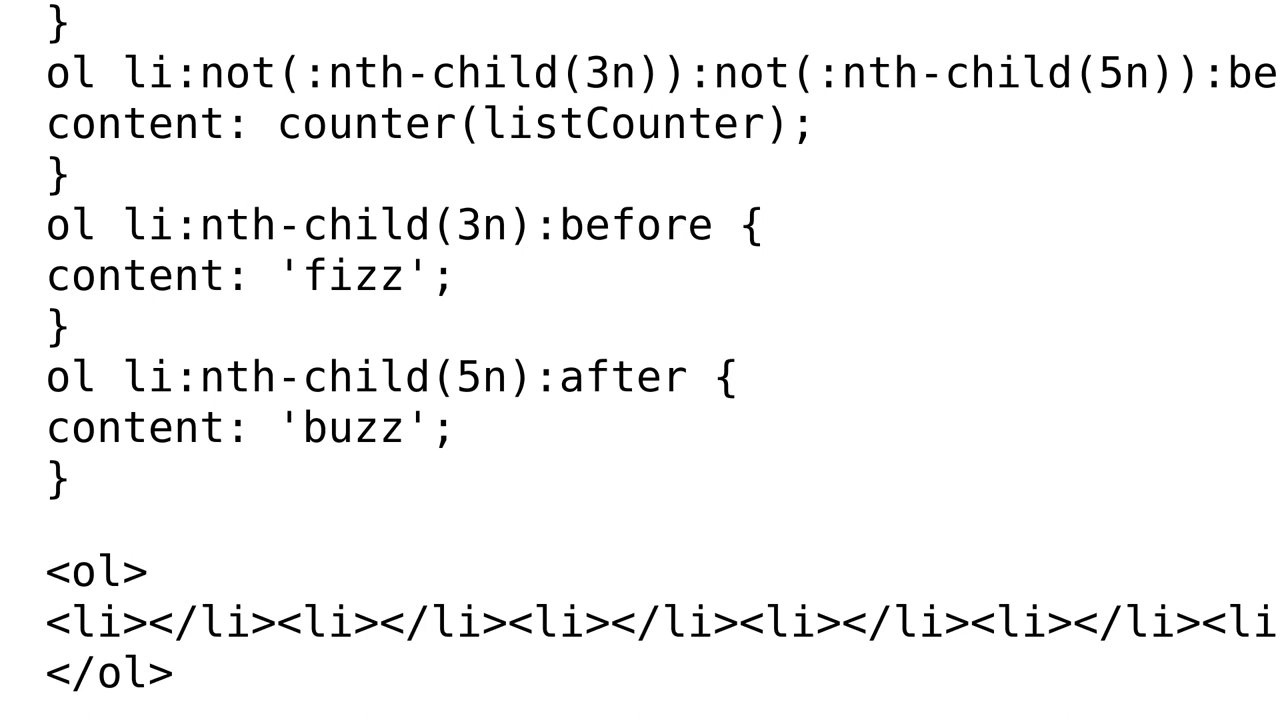 }
ol li:not(:nth-child(3n)):not(:nth-child(5n)):be
content: counter(listCounter);
}
ol li:nth-child(3n):before {
content: 'fizz';
}
ol li:nth-child(5n):after {
content: 'buzz';
}
<ol>
<li></li><li></li><li></li><li></li><li></li><li
</ol>